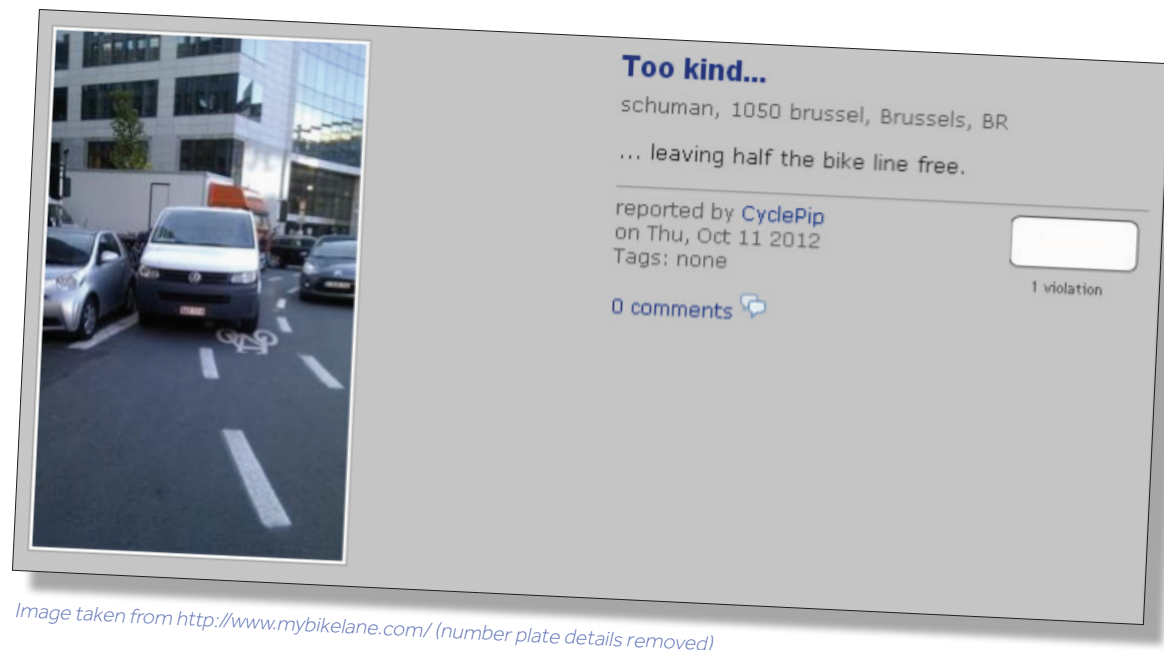 Too kind...
schuman, 1050 brussel, Brussels, BR
... leaving half the bike line free.
reported by CyclePip
on Thu, Oct 11 2012
Tags: none
1 violation
0 comments
Image taken from http://www.mybikelane.com/ (number plate details removed)